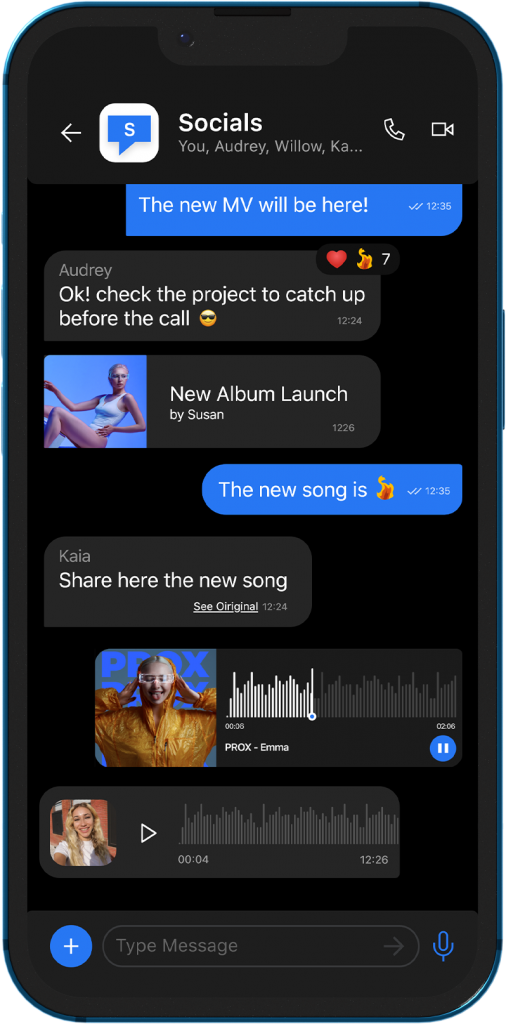 S
Socials
You, Audrey, Willow, Ka...
The new MV will be here!
12:35
Audrey
7
Ok! check the project to catch up
before the call 😎
12:24
New Album Launch
by Susan
1226
The new song is
12:35
Kaia
Share here the new song
See Oiriginal 12:24
PROX
00:06
02:06
PROX - Emma
00:04
12:26
Type Message